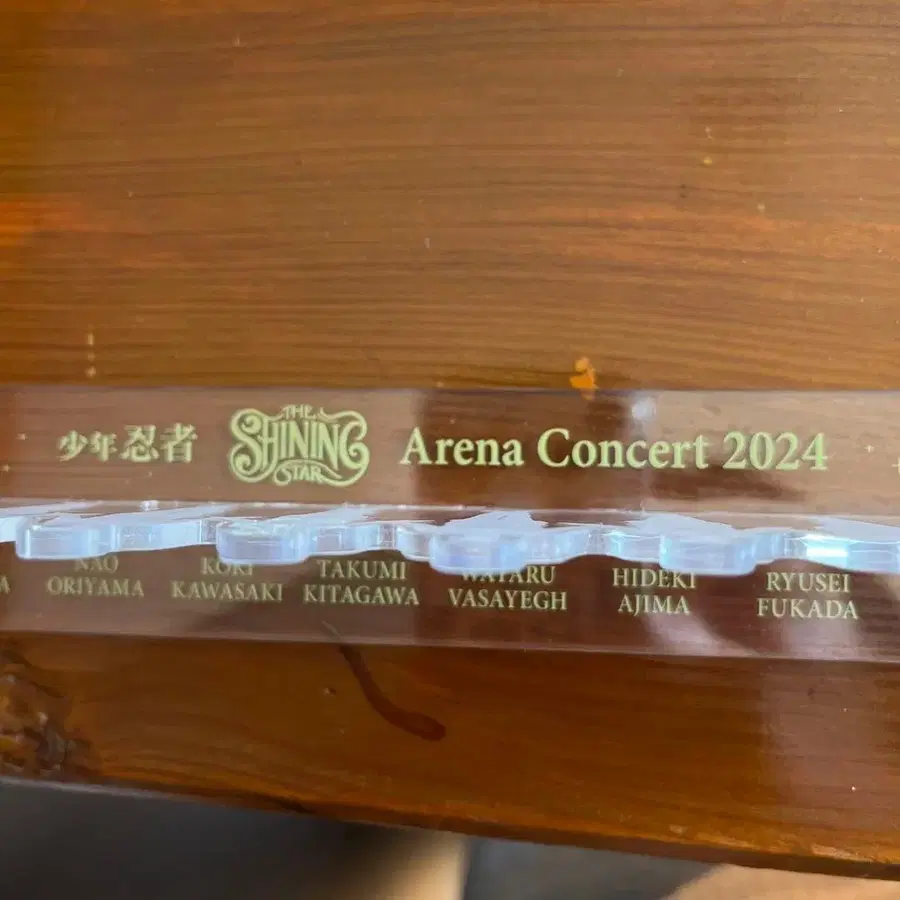 少年忍者 THE SHINING STAR Arena Concert 2024
NAO KOKI TAKUMI WATARU HIDEKI RYUSEI
ORIYAMA KAWASAKI KITAGAWA VASAYEGH AJIMA FUKADA